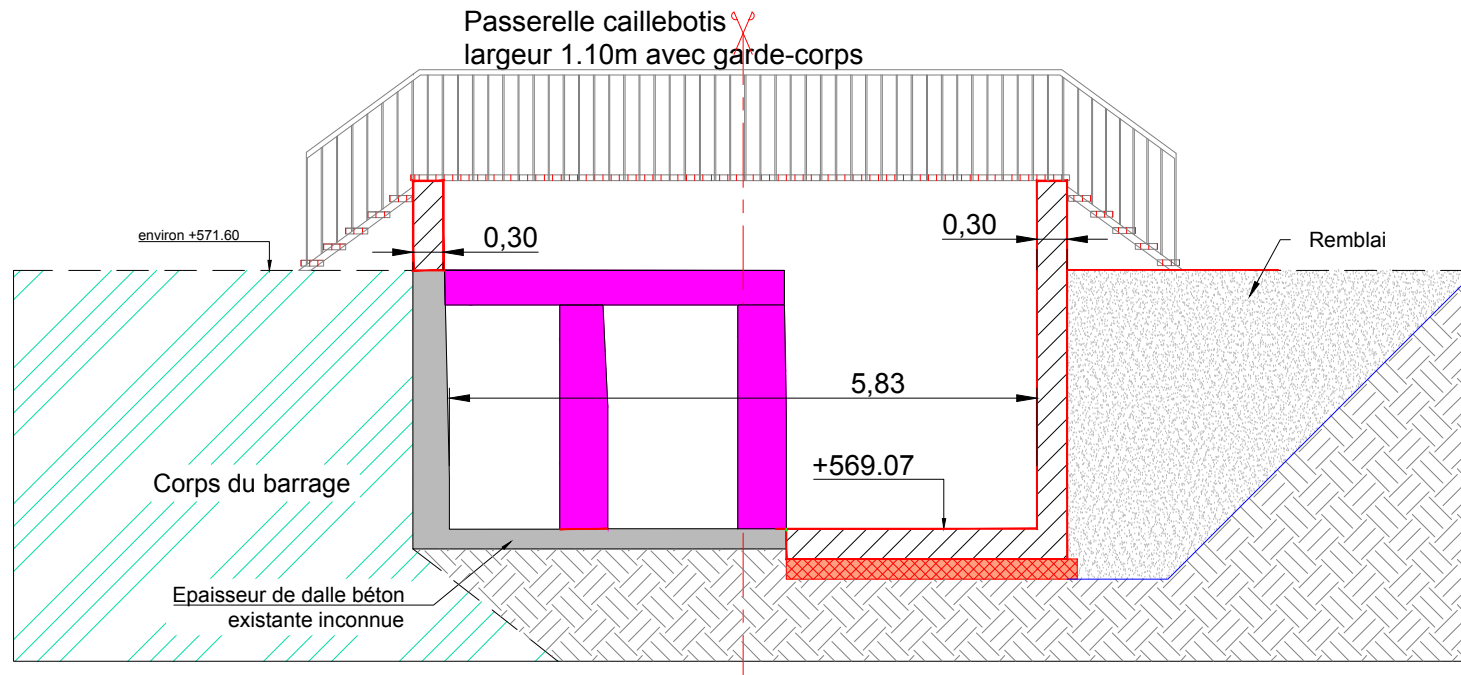 Passerelle caillebotis
largeur 1.10m avec garde-corps
environ +571.60
0,30
0,30
Remblai
5,83
+569.07
Corps du barrage
Epaisseur de dalle béton
existante inconnue